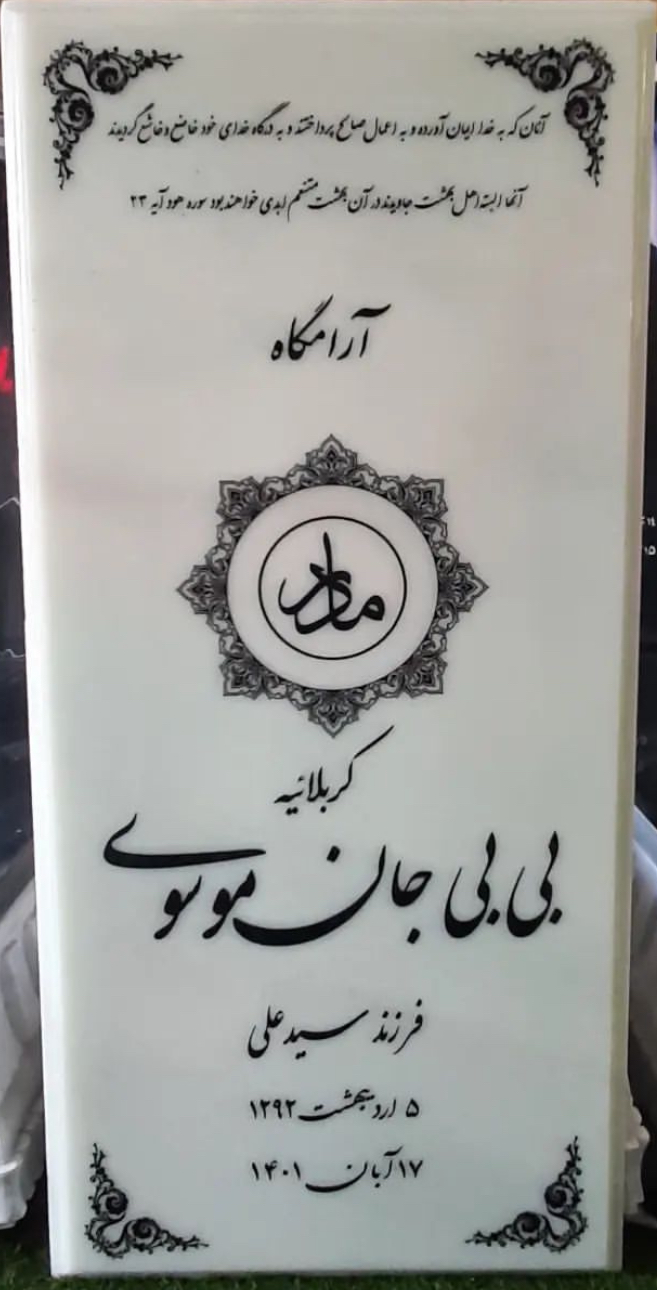 آنان که به خدا ایمان آورده و به اعمال صالح پرداختند و به درگاه خدای خود خاضع و خاشع گردیدند
آنها البته اهل بهشت جاویدند در آن بهشت متنعم ابدی خواهند بود سوره هود آیه ۲۳
آرامگاه
مادر
کربلائیه
بی بی جان موسوی
فرزند سید علی
۵ اردیبهشت ۱۲۹۲
۱۷ آبان ۱۴۰۱